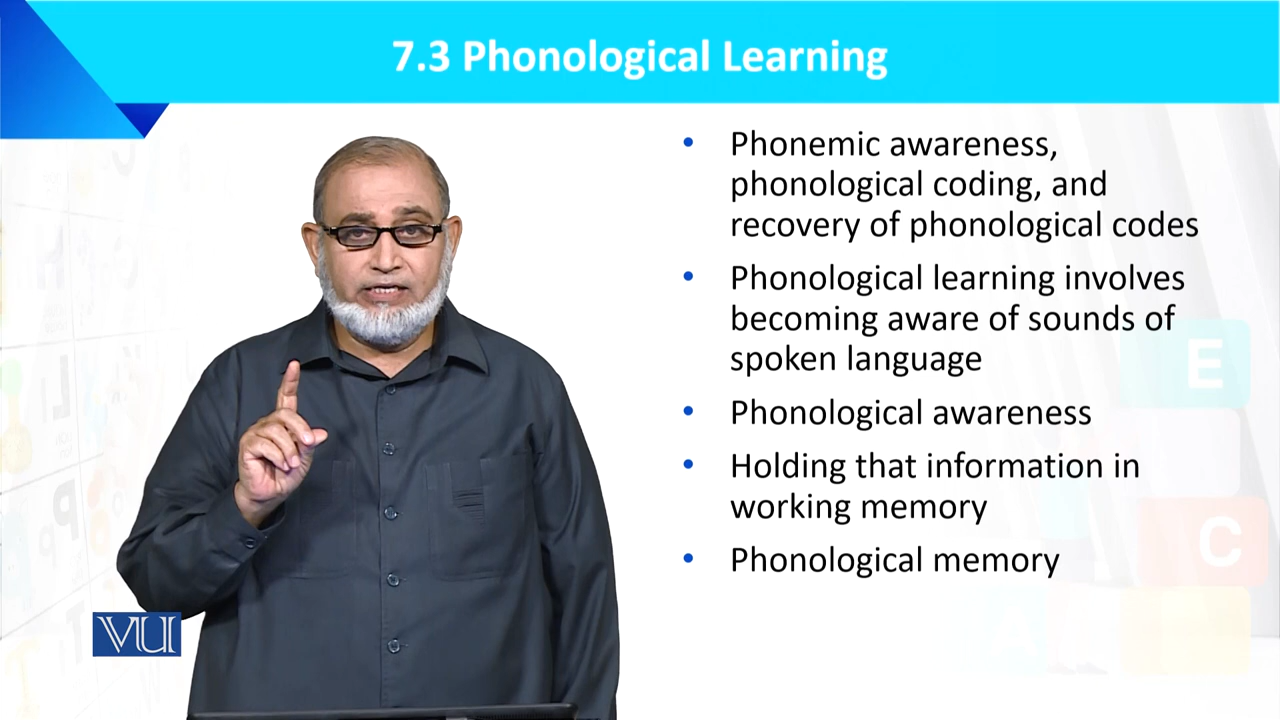 7.3 Phonological Learning
• Phonemic awareness,
phonological coding, and
recovery of phonological codes
• Phonological learning involves
becoming aware of sounds of
spoken language
• Phonological awareness
• Holding that information in
working memory
• Phonological memory
VU
E
C
A